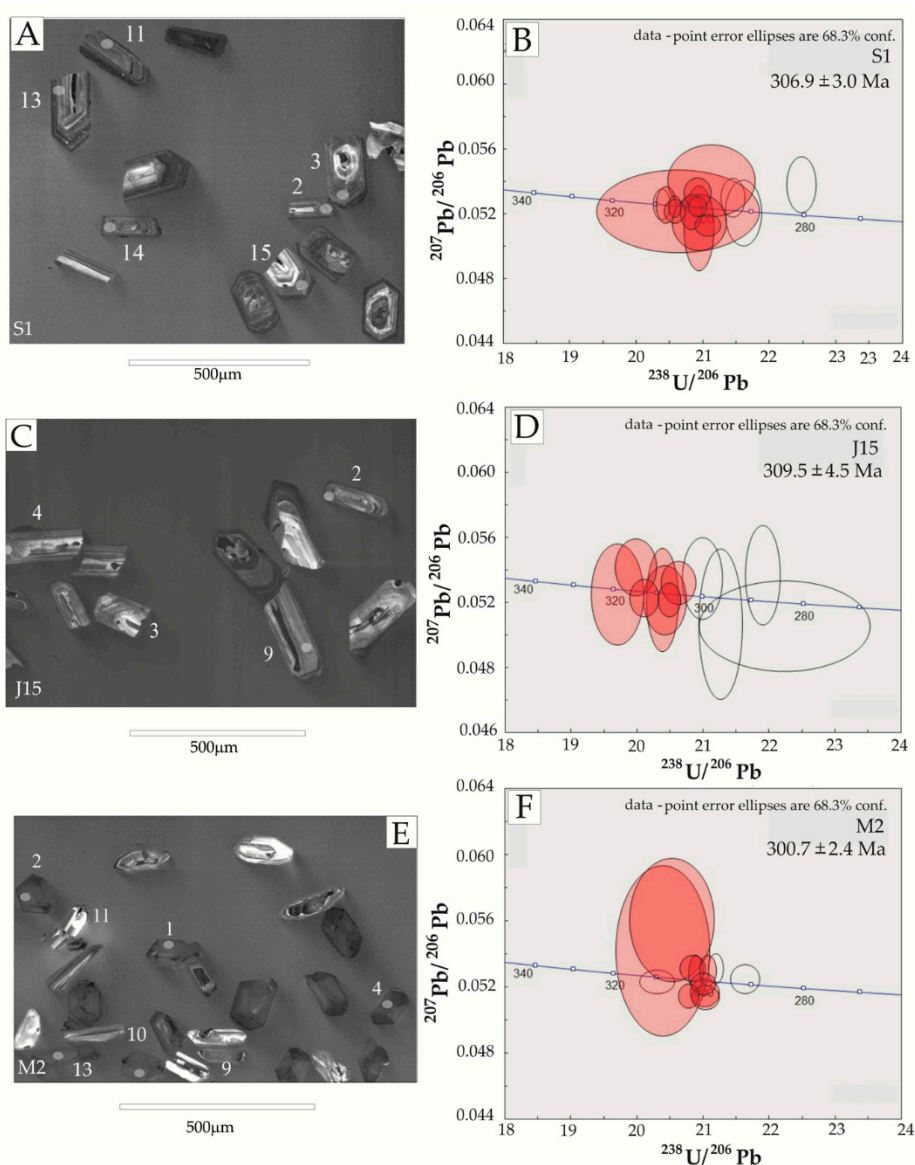 A
11
13
3
2
14
15
S1
500µm
B
data - point error ellipses are 68.3% conf.
S1
306.9 ± 3.0 Ma
0.064
0.060
0.056
0.052
0.048
0.044
340
320
280
18 19 20 21 22 23 23 24
207Pb/206Pb
238U/206Pb
C
2
4
3
9
J15
500µm
D
data - point error ellipses are 68.3% conf.
J15
309.5 ± 4.5 Ma
0.064
0.060
0.056
0.052
0.048
0.046
340
320
300
280
18 19 20 21 22 23 24
207Pb/206Pb
238U/206Pb
E
2
11
1
4
10
M2 13 9
500µm
F
data - point error ellipses are 68.3% conf.
M2
300.7 ± 2.4 Ma
0.064
0.060
0.056
0.052
0.048
0.044
340
320
280
18 19 20 21 22 23 24
207Pb/206Pb
238U/206Pb